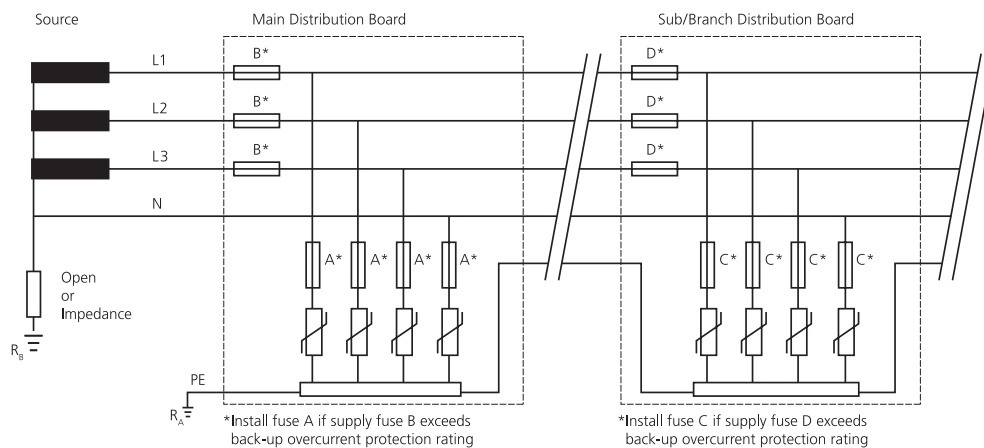 Source
Main Distribution Board
Sub/Branch Distribution Board
L1
B*
D*
L2
B*
D*
L3
B*
D*
N
A*
A*
A*
A*
C*
C*
C*
C*
Open
or
Impedance
RB
PE
RA
*Install fuse A if supply fuse B exceeds
back-up overcurrent protection rating
*Install fuse C if supply fuse D exceeds
back-up overcurrent protection rating